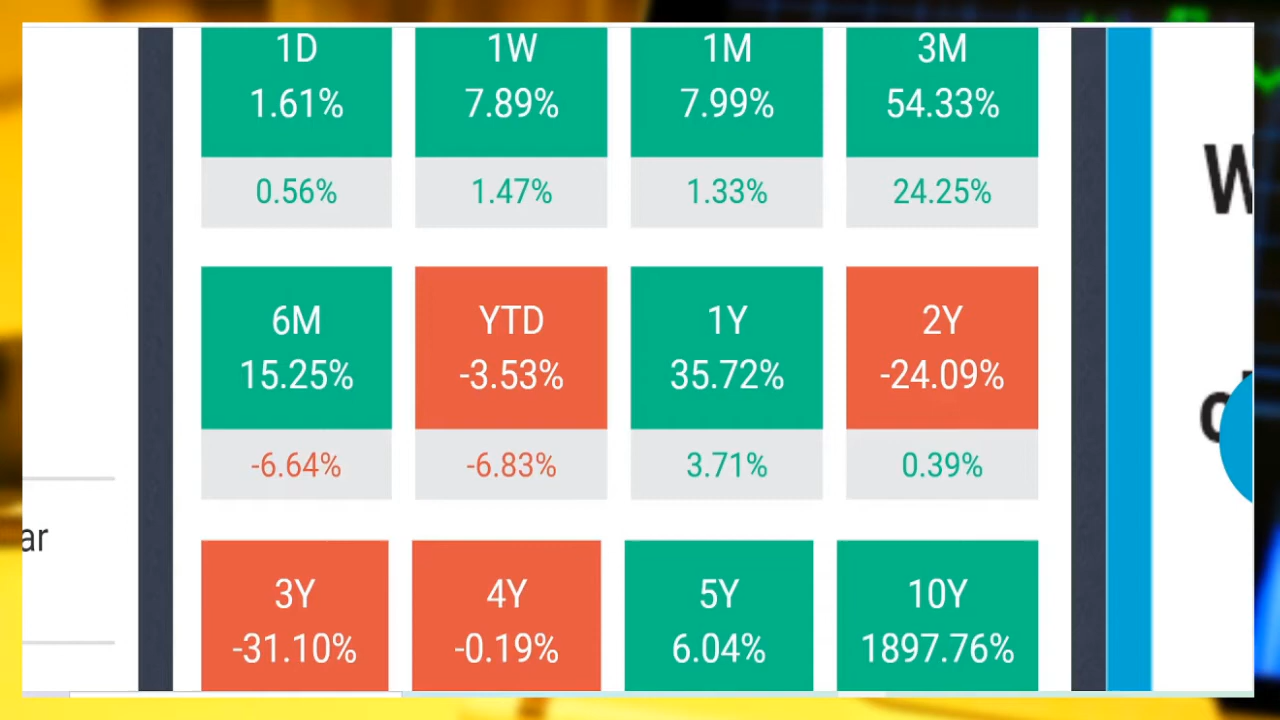 1D
1W
1M
3M
1.61%
7.89%
7.99%
54.33%
0.56%
1.47%
1.33%
24.25%
6M
YTD
1Y
2Y
15.25%
-3.53%
35.72%
-24.09%
-6.64%
-6.83%
3.71%
0.39%
ar
3Y
4Y
5Y
10Y
-31.10%
-0.19%
6.04%
1897.76%